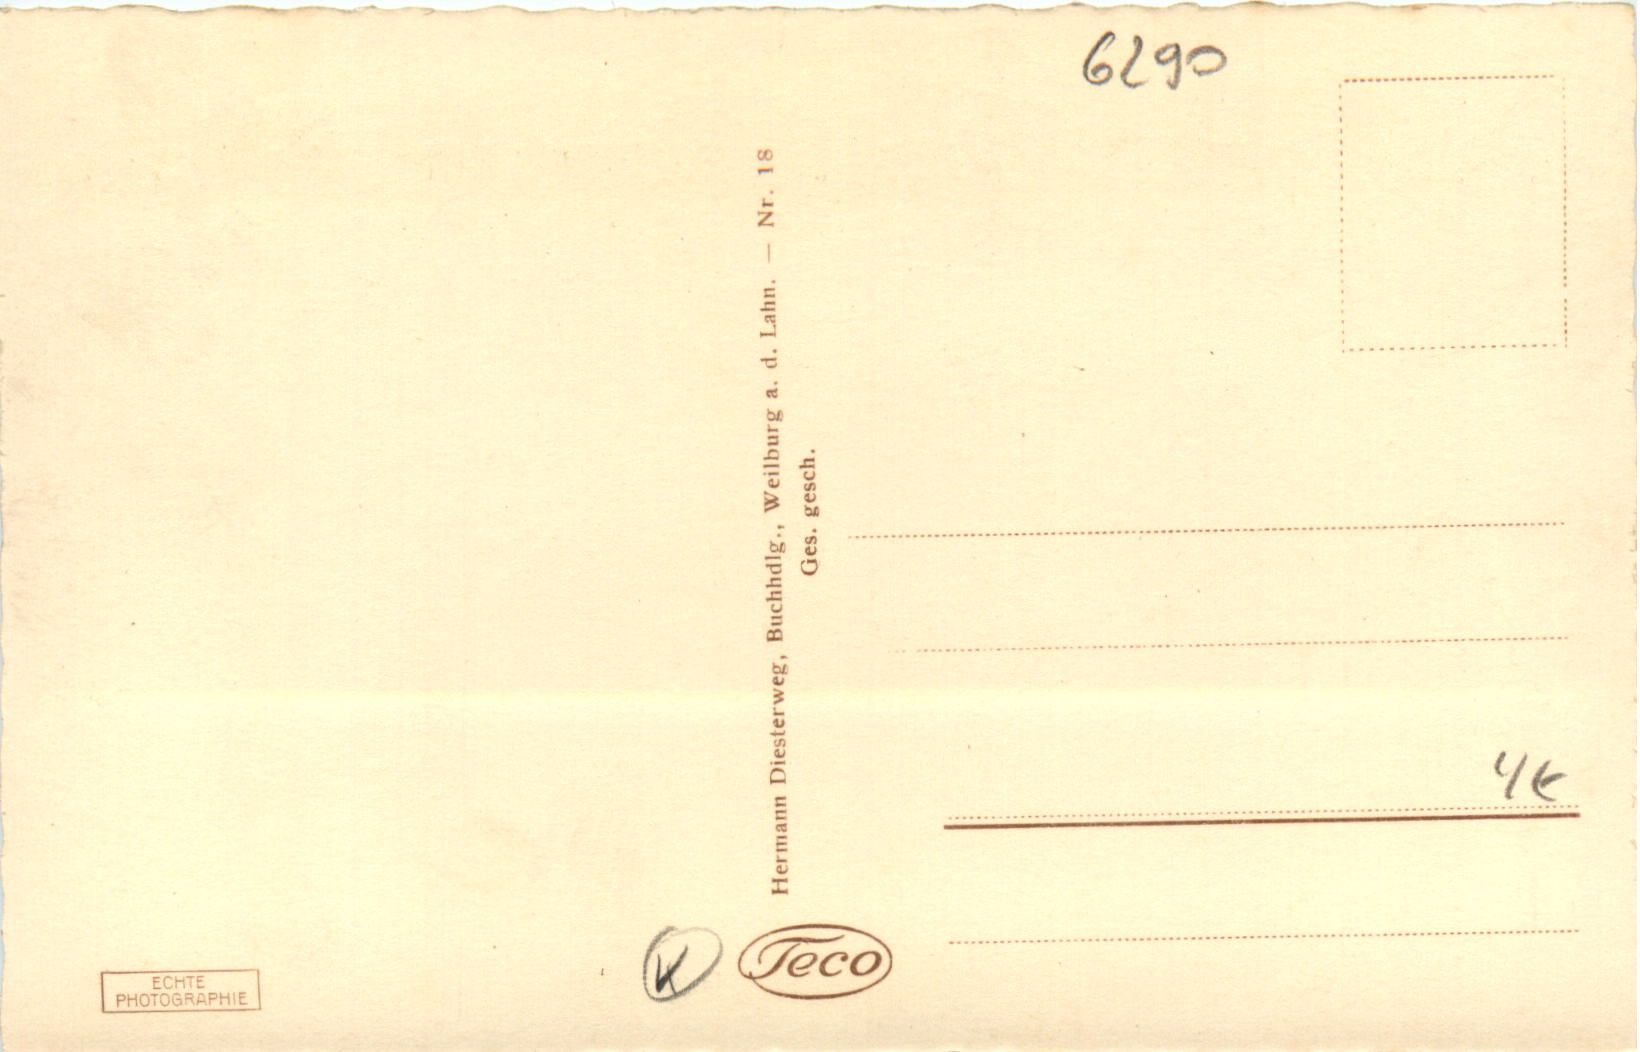 6290
Hermann Diesterweg, Buchhdlg., Weilburg a. d. Lahn. — Nr. 18
Ges. gesch.
4€
ECHTE
PHOTOGRAPHIE
K
Teco